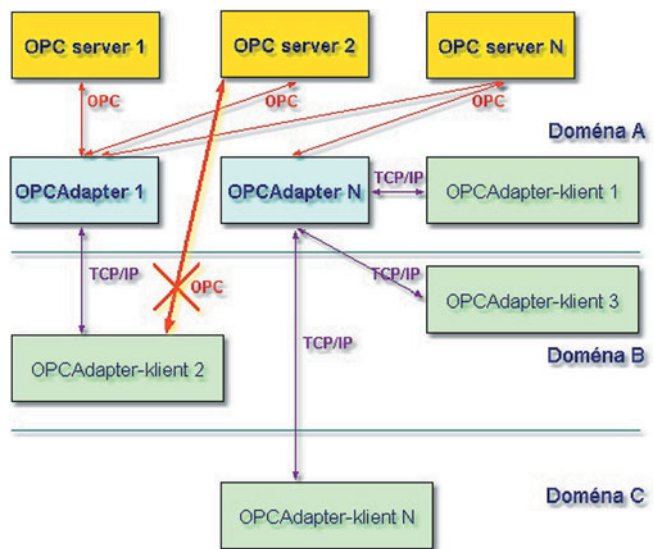 OPC server 1
OPC server 2
OPC server N
OPC
OPC
OPC
Doména A
OPCAdapter 1
OPCAdapter N
TCP/IP
OPCAdapter-klient 1
TCP/IP
OPC
TCP/IP
OPCAdapter-klient 3
OPCAdapter-klient 2
TCP/IP
Doména B
OPCAdapter-klient N
Doména C